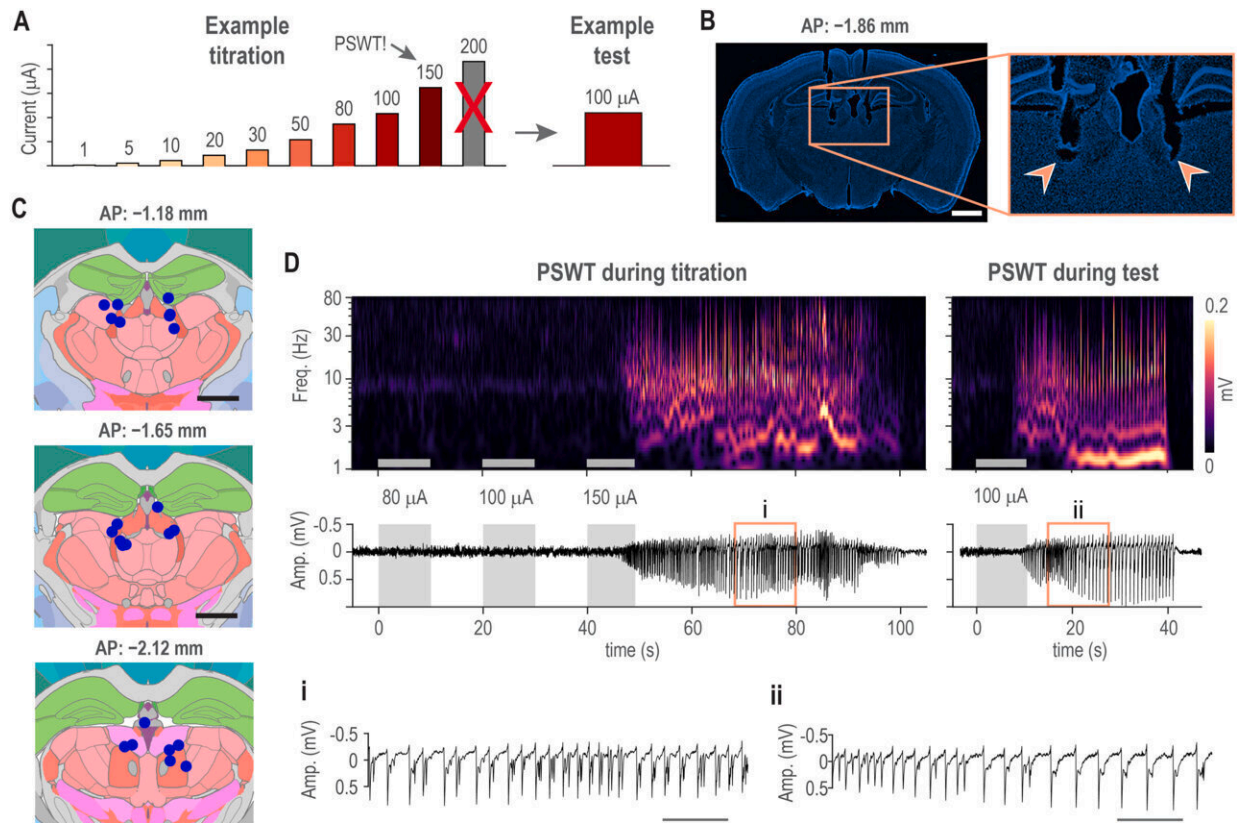 A
Example
titration
PSWT!
Current (μA)
1
5
10
20
30
50
80
100
150
200
Example
test
100 μA
B
AP: −1.86 mm
C
AP: −1.18 mm
AP: −1.65 mm
AP: −2.12 mm
D
PSWT during titration
PSWT during test
Freq. (Hz)
80
30
10
3
1
0.2
mV
0
80 μA
100 μA
150 μA
i
100 μA
ii
Amp. (mV)
-0.5
0
0.5
0
20
40
60
80
100
time (s)
0
20
40
time (s)
i
Amp. (mV)
-0.5
0
0.5
ii
Amp. (mV)
-0.5
0
0.5